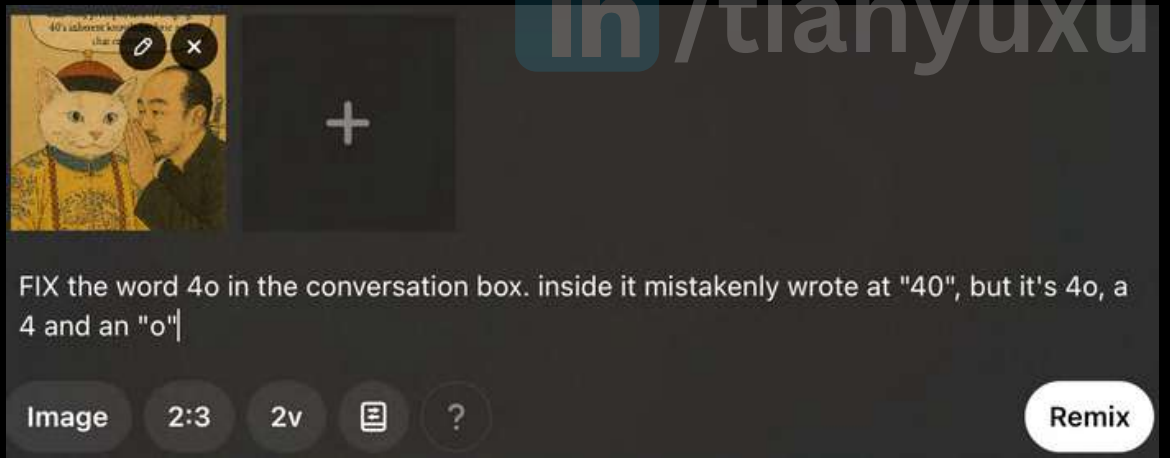 in /tianyuxu
40's inherent
chat
FIX the word 4o in the conversation box. inside it mistakenly wrote at "40", but it's 4o, a
4 and an "o"
Image
2:3
2v
?
Remix